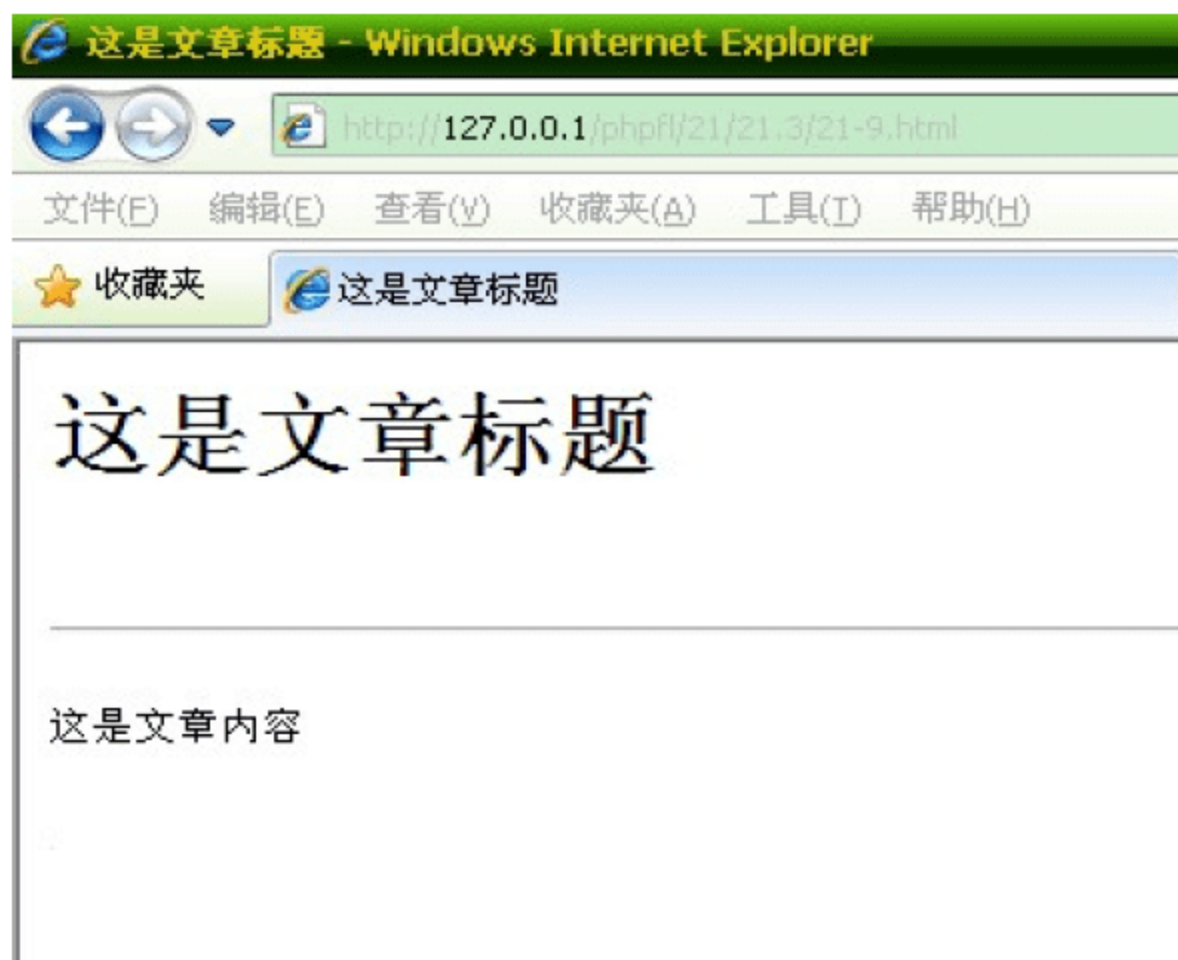 这是文章标题 - Windows Internet Explorer
http://127.0.0.1/phpfl/21/21.3/21-9.html
文件(F) 编辑(E) 查看(V) 收藏夹(A) 工具(T) 帮助(H)
收藏夹 这是文章标题
这是文章标题
这是文章内容